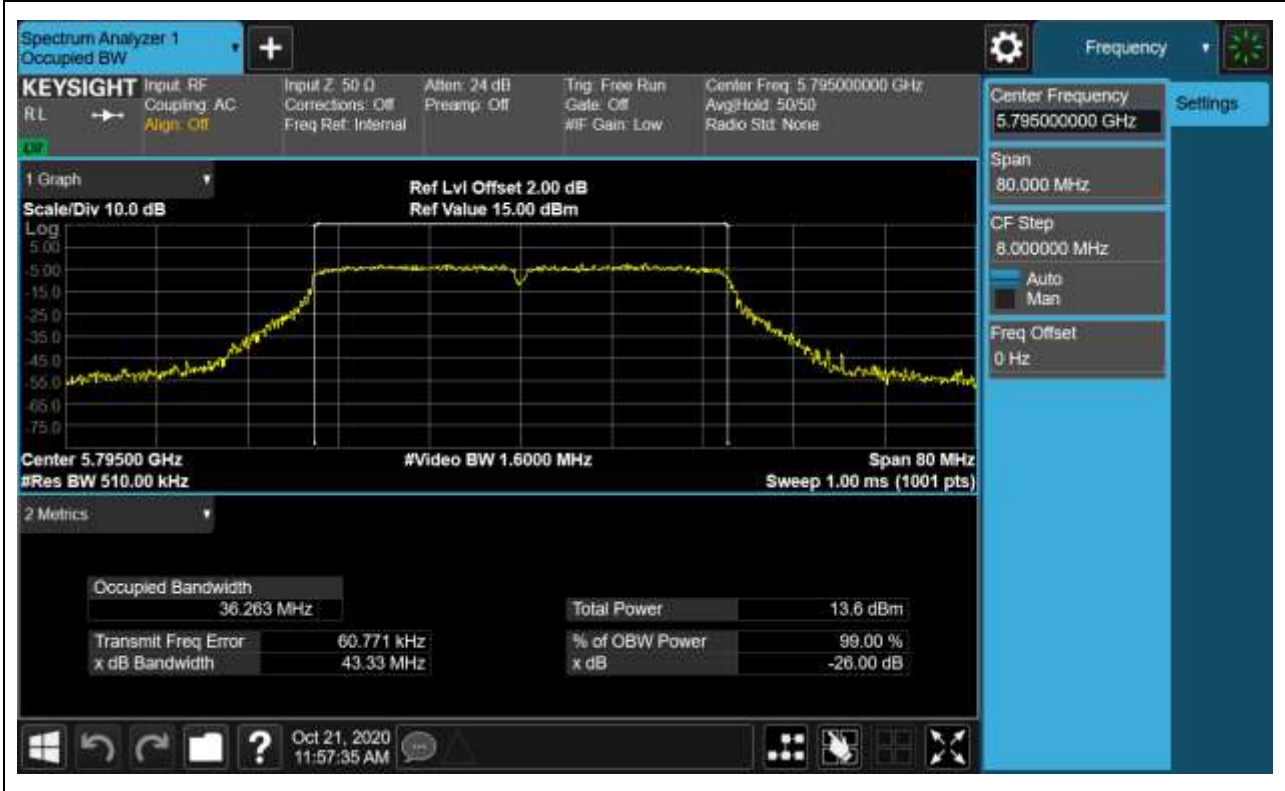 Spectrum Analyzer 1
Occupied BW
+
Frequency
KEYSIGHT
RL
Input: RF
Coupling: AC
Align: Off
Input Z: 50 Ω
Corrections: Off
Freq Ref: Internal
Atten: 24 dB
Preamp: Off
Trig: Free Run
Gate: Off
#IF Gain: Low
Center Freq: 5.795000000 GHz
Avg|Hold: 50/50
Radio Std: None
Center Frequency
5.795000000 GHz
Settings
Span
80.000 MHz
CF Step
8.000000 MHz
Auto
Man
Freq Offset
0 Hz
1 Graph
Scale/Div 10.0 dB
Ref Lvl Offset 2.00 dB
Ref Value 15.00 dBm
Log
5.00
-5.00
-15.0
-25.0
-35.0
-45.0
-55.0
-65.0
-75.0
Center 5.79500 GHz
#Video BW 1.6000 MHz
Span 80 MHz
#Res BW 510.00 kHz
Sweep 1.00 ms (1001 pts)
2 Metrics
Occupied Bandwidth
36.263 MHz
Total Power 13.6 dBm
Transmit Freq Error 60.771 kHz
% of OBW Power 99.00 %
x dB Bandwidth 43.33 MHz
x dB -26.00 dB
?
Oct 21, 2020
11:57:35 AM